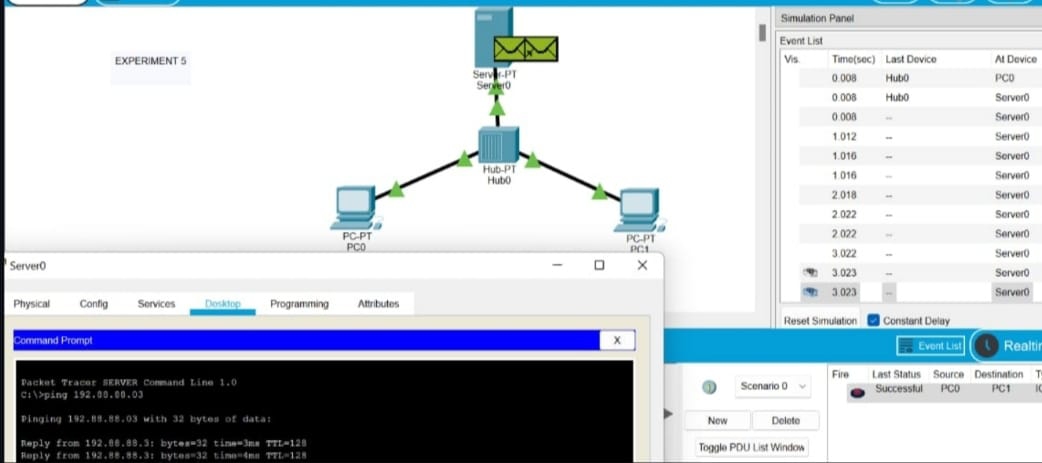 EXPERIMENT 5
Server-PT
Server0
Hub-PT
Hub0
PC-PT
PC0
PC-PT
PC1
Simulation Panel
Event List
Vis. Time(sec) Last Device At Device
0.008 Hub0 PC0
0.008 Hub0 Server0
0.008 -- Server0
1.012 -- Server0
1.016 -- Server0
1.016 -- Server0
2.018 -- Server0
2.022 -- Server0
2.022 -- Server0
3.022 -- Server0
3.023 -- Server0
3.023 -- Server0
Reset Simulation Constant Delay
Event List Realti
Server0
Physical Config Services Desktop Programming Attributes
Command Prompt X
Packet Tracer SERVER Command Line 1.0
C:\>ping 192.88.88.03
Pinging 192.88.88.03 with 32 bytes of data:
Reply from 192.88.88.3: bytes=32 time=3ms TTL=128
Reply from 192.88.88.3: bytes=32 time=4ms TTL=128
Scenario 0
New Delete
Toggle PDU List Window
Fire Last Status Source Destination T
Successful PC0 PC1 IC